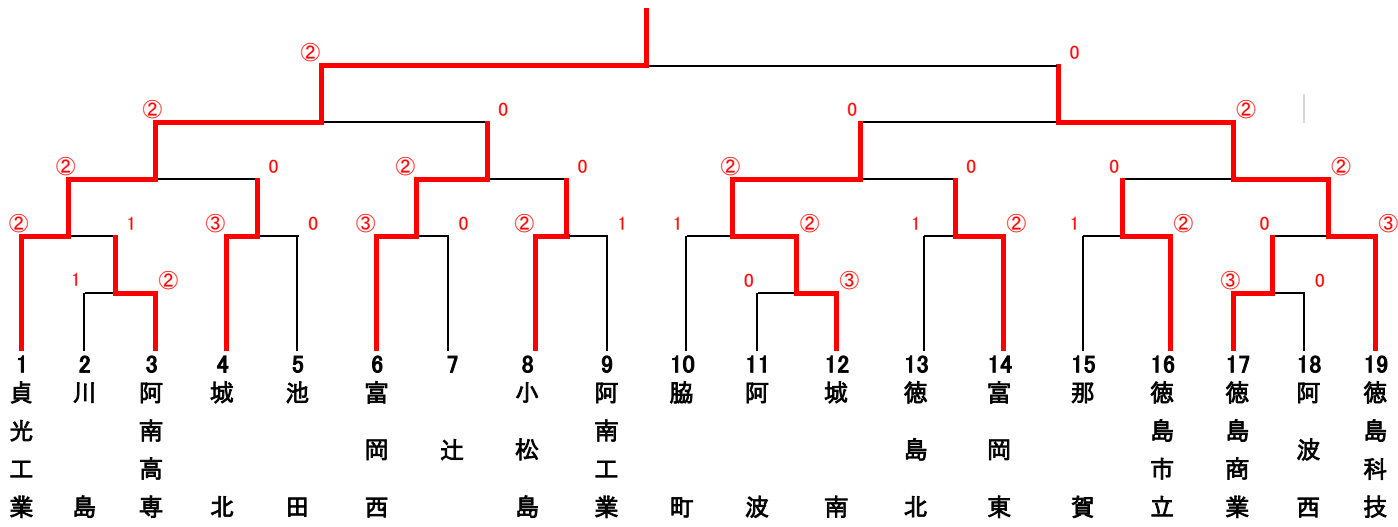 ② 0
② 0 0 ②
② 0 ② 0 ② 0 0 ②
② 1 ③ 0 ③ 0 ② 1 1 ② 1 ② 1 ② 0 ③
1 ② 0 ③ ③ 0
1 2 3 4 5 6 7 8 9 10 11 12 13 14 15 16 17 18 19
貞光工業
川島
阿南高専
城北
池田
富岡西
辻
小松島
阿南工業
脇町
阿波
城南
徳島北
富岡東
那賀
徳島市立
徳島商業
阿波西
徳島科技